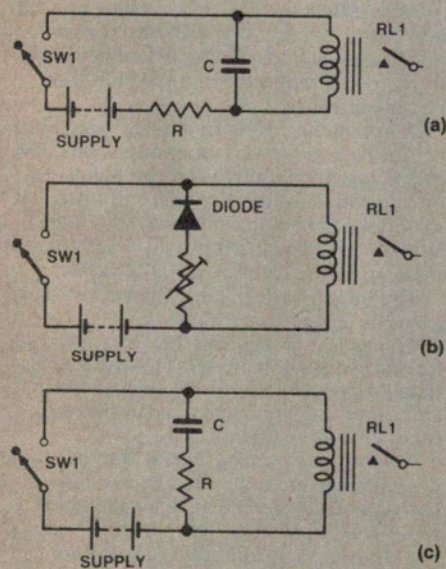 RL1
C
SW1
(a)
SUPPLY
R
DIODE
RL1
SW1
(b)
SUPPLY
C
RL1
SW1
R
SUPPLY
(c)